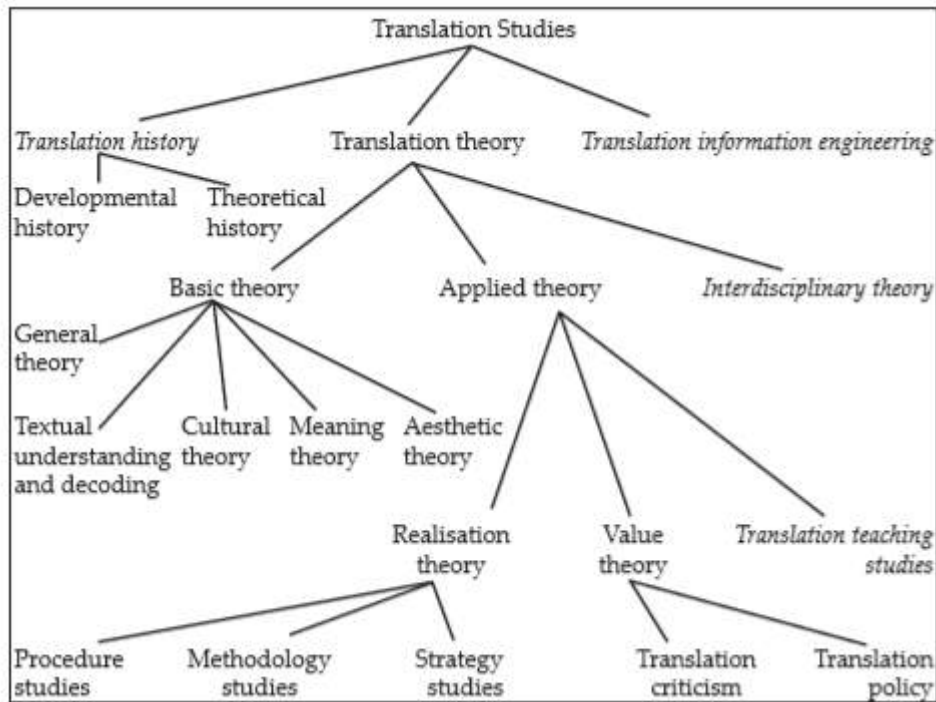 Translation Studies
Translation history
Translation theory
Translation information engineering
Developmental
history
Theoretical
history
Basic theory
Applied theory
Interdisciplinary theory
General
theory
Textual
understanding
and decoding
Cultural
theory
Meaning
theory
Aesthetic
theory
Realisation
theory
Value
theory
Translation teaching
studies
Procedure
studies
Methodology
studies
Strategy
studies
Translation
criticism
Translation
policy